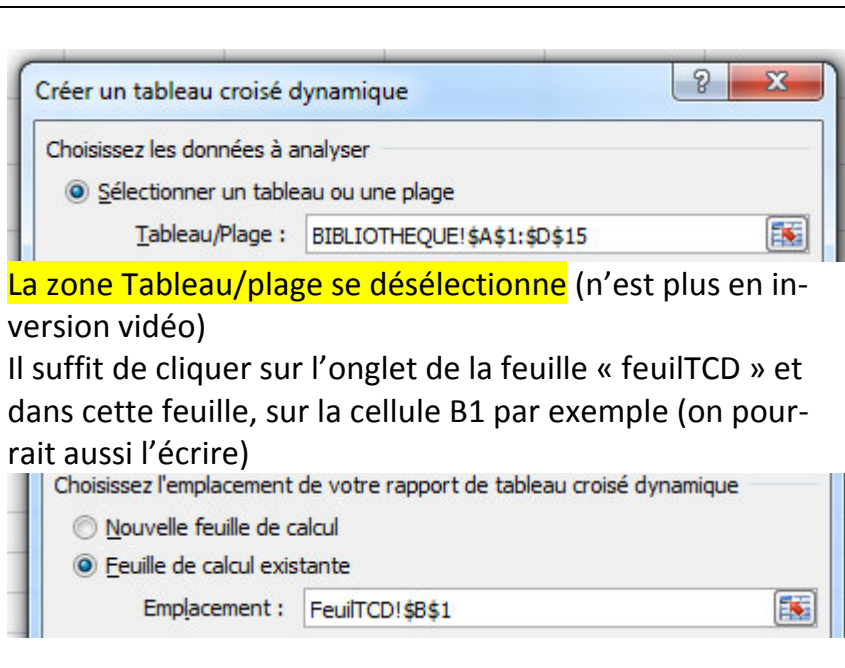 Créer un tableau croisé dynamique
Choisissez les données à analyser
Sélectionner un tableau ou une plage
Tableau/Plage : BIBLIOTHEQUE!$A$1:$D$15
La zone Tableau/plage se désélectionne (n’est plus en in-
version vidéo)
Il suffit de cliquer sur l’onglet de la feuille « feuilTCD » et
dans cette feuille, sur la cellule B1 par exemple (on pour-
rait aussi l’écrire)
Choisissez l'emplacement de votre rapport de tableau croisé dynamique
Nouvelle feuille de calcul
Feuille de calcul existante
Emplacement : FeuilTCD!$B$1